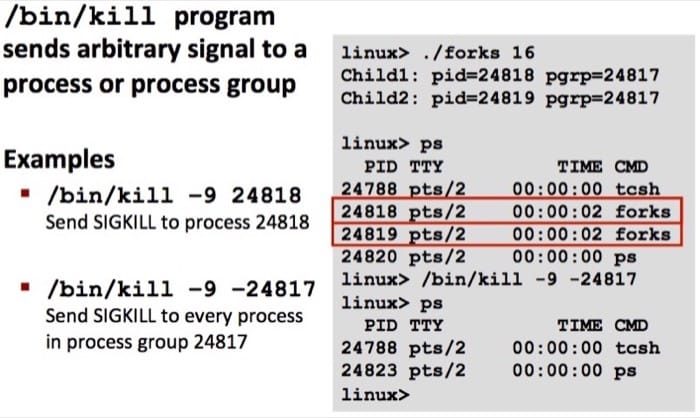 /bin/kill program
sends arbitrary signal to a
process or process group
Examples
▪ /bin/kill –9 24818
Send SIGKILL to process 24818
▪ /bin/kill –9 –24817
Send SIGKILL to every process
in process group 24817
linux> ./forks 16
Child1: pid=24818 pgrp=24817
Child2: pid=24819 pgrp=24817
linux> ps
PID TTY TIME CMD
24788 pts/2 00:00:00 tcsh
24818 pts/2 00:00:02 forks
24819 pts/2 00:00:02 forks
24820 pts/2 00:00:00 ps
linux> /bin/kill -9 -24817
linux> ps
PID TTY TIME CMD
24788 pts/2 00:00:00 tcsh
24823 pts/2 00:00:00 ps
linux>